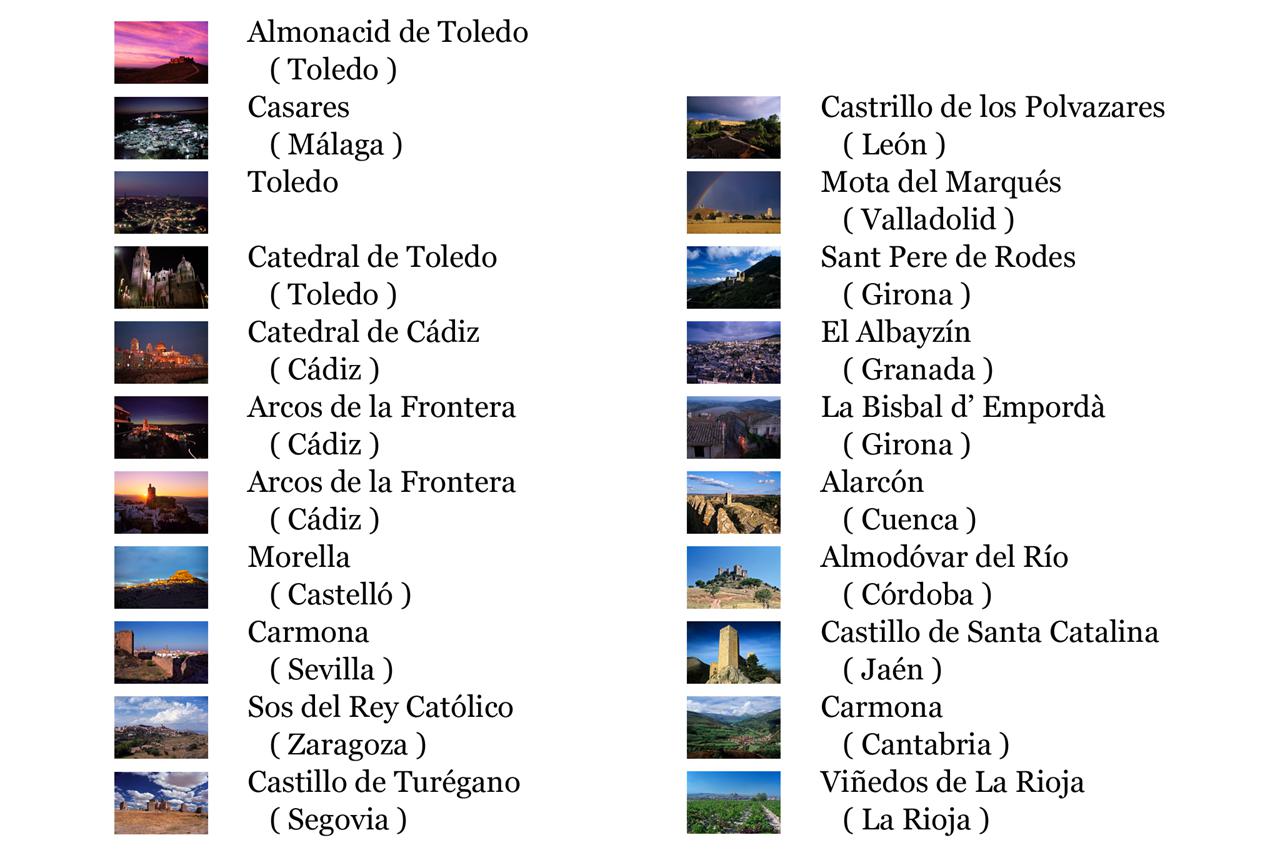 Almonacid de Toledo
( Toledo )
Casares
( Málaga )
Toledo
Catedral de Toledo
( Toledo )
Catedral de Cádiz
( Cádiz )
Arcos de la Frontera
( Cádiz )
Arcos de la Frontera
( Cádiz )
Morella
( Castelló )
Carmona
( Sevilla )
Sos del Rey Católico
( Zaragoza )
Castillo de Turégano
( Segovia )
Castrillo de los Polvazares
( León )
Mota del Marqués
( Valladolid )
Sant Pere de Rodes
( Girona )
El Albayzín
( Granada )
La Bisbal d’ Empordà
( Girona )
Alarcón
( Cuenca )
Almodóvar del Río
( Córdoba )
Castillo de Santa Catalina
( Jaén )
Carmona
( Cantabria )
Viñedos de La Rioja
( La Rioja )